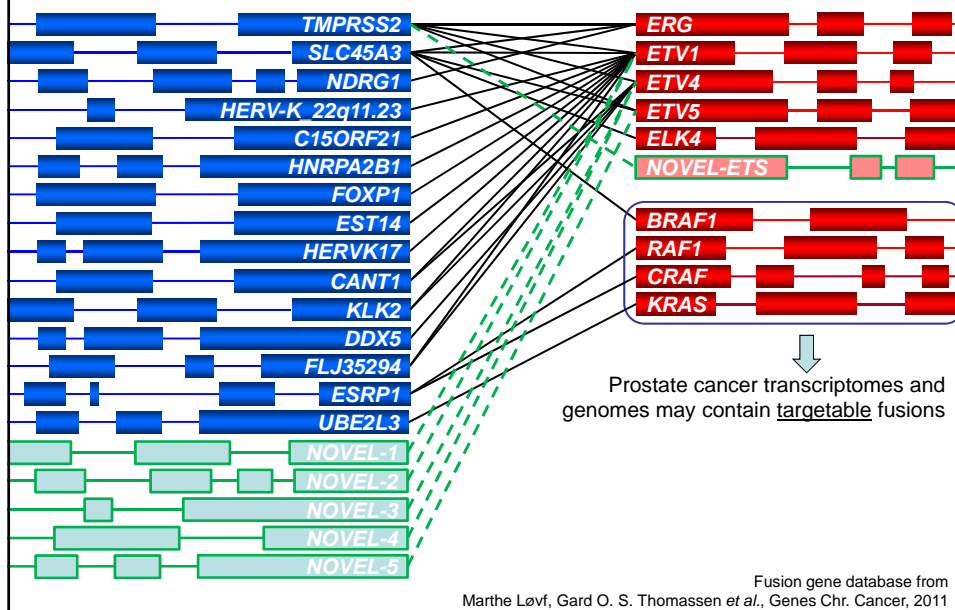 TMPRSS2
SLC45A3
NDRG1
HERV-K_22q11.23
C15ORF21
HNRPA2B1
FOXP1
EST14
HERVK17
CANT1
KLK2
DDX5
FLJ35294
ESRP1
UBE2L3
NOVEL-1
NOVEL-2
NOVEL-3
NOVEL-4
NOVEL-5
ERG
ETV1
ETV4
ETV5
ELK4
NOVEL-ETS
BRAF1
RAF1
CRAF
KRAS
Prostate cancer transcriptomes and
genomes may contain targetable fusions
Fusion gene database from
Marthe Løvf, Gard O. S. Thomassen et al., Genes Chr. Cancer, 2011